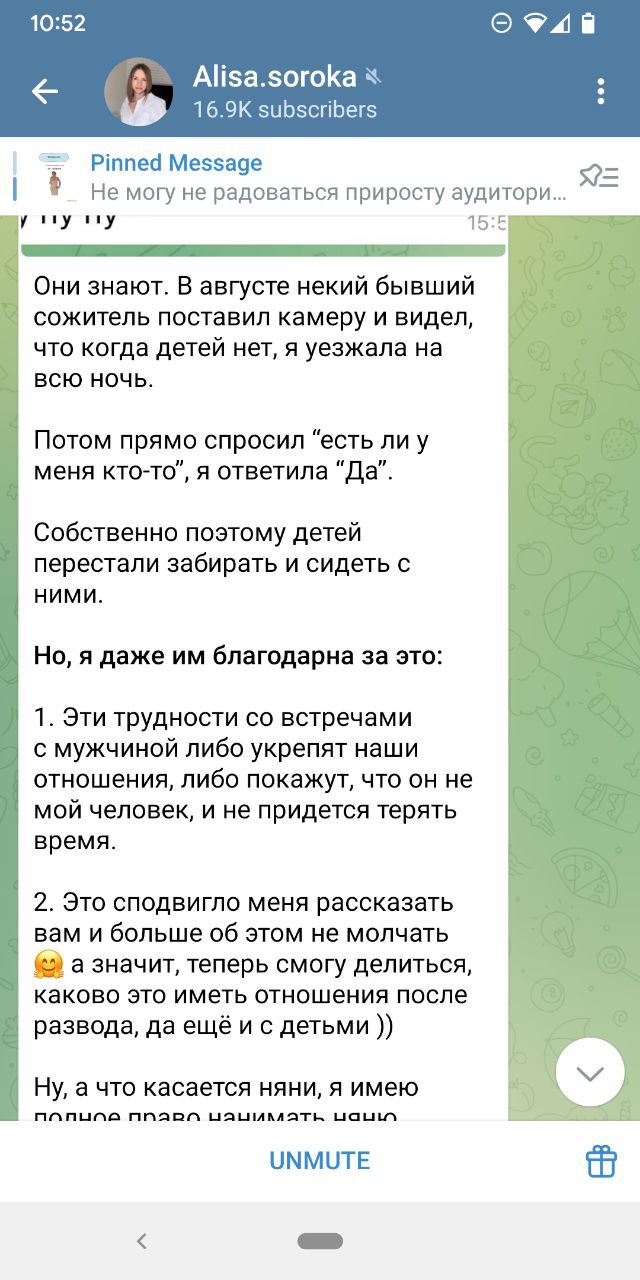 10:52
Alisa.soroka
16.9K subscribers
Pinned Message
Не могу не радоваться приросту аудитори...
15:5
Они знают. В августе некий бывший
сожитель поставил камеру и видел,
что когда детей нет, я уезжала на
всю ночь.
Потом прямо спросил “есть ли у
меня кто-то”, я ответила “Да”.
Собственно поэтому детей
перестали забирать и сидеть с
ними.
Но, я даже им благодарна за это:
1. Эти трудности со встречами
с мужчиной либо укрепят наши
отношения, либо покажут, что он не
мой человек, и не придется терять
время.
2. Это сподвигло меня рассказать
вам и больше об этом не молчать
🤗 а значит, теперь смогу делиться,
каково это иметь отношения после
развода, да ещё и с детьми ))
Ну, а что касается няни, я имею
полное право нанимать няню
UNMUTE